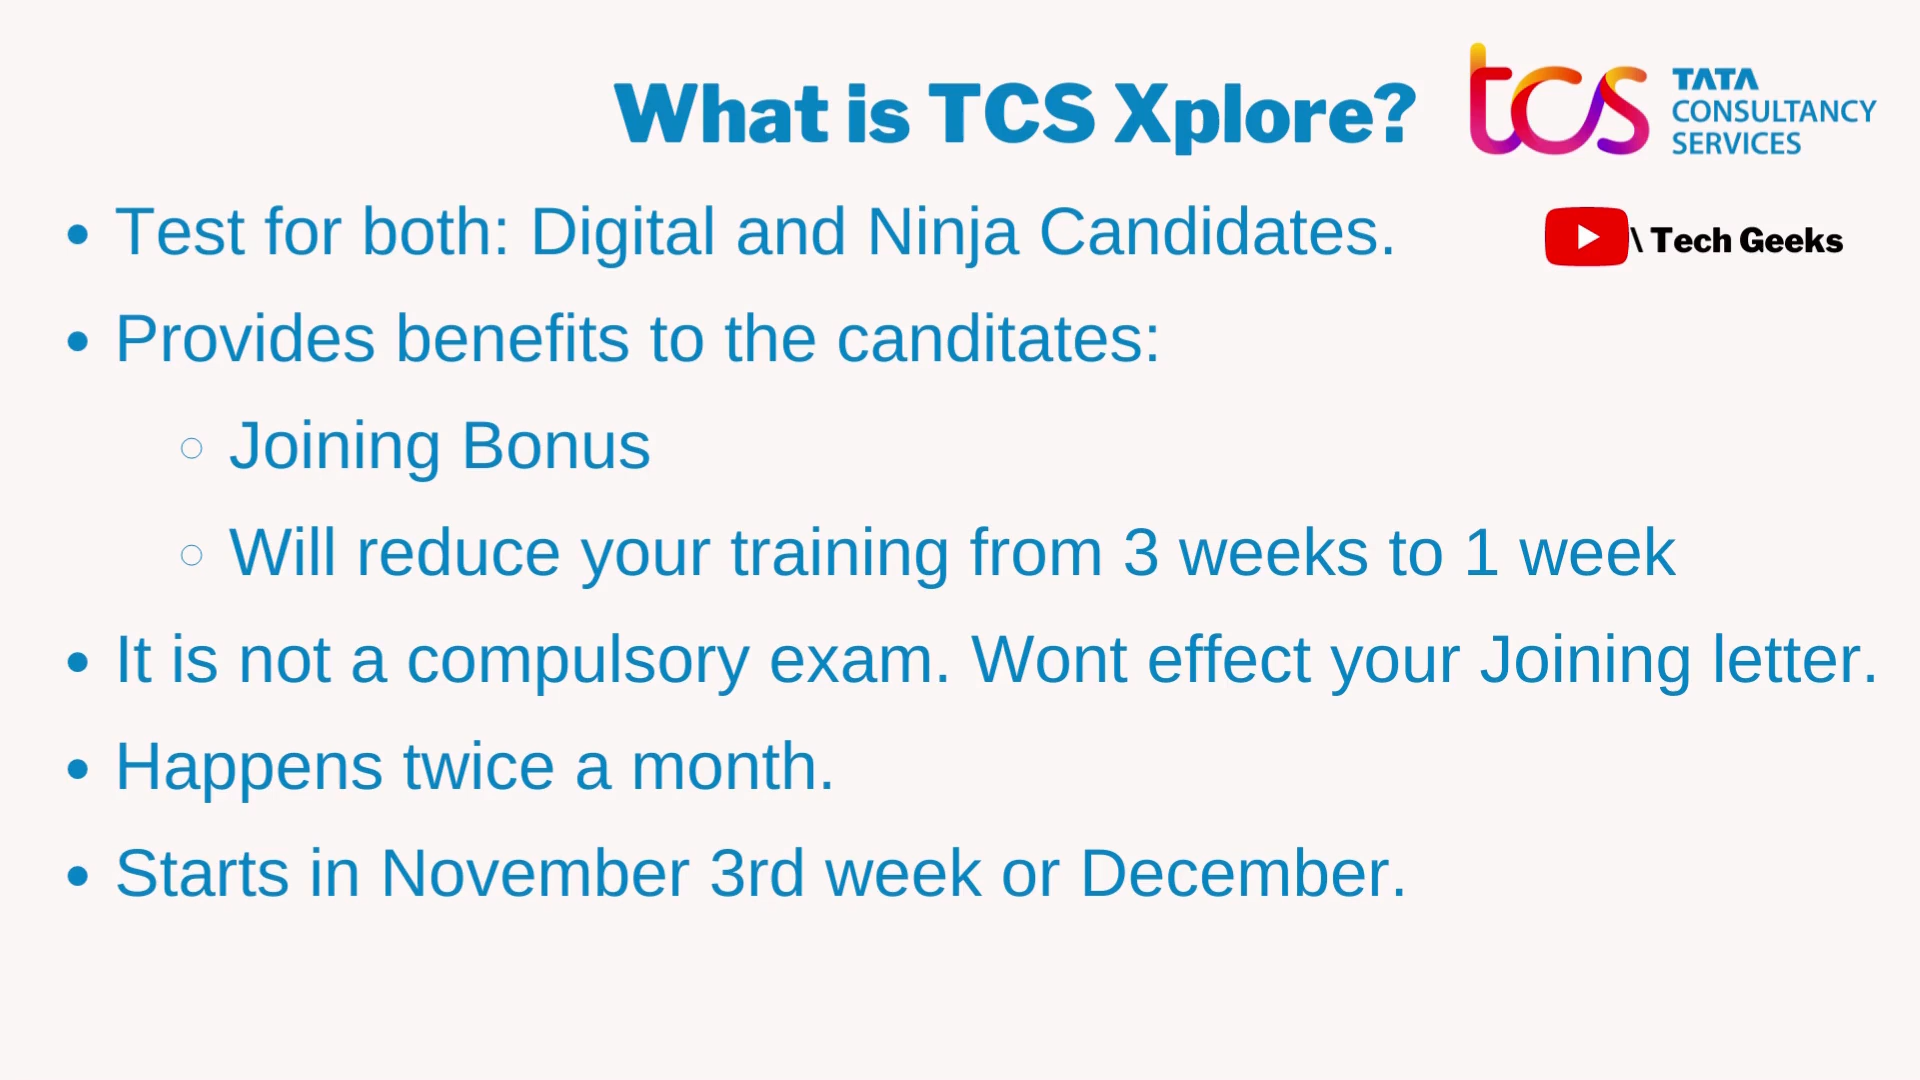 What is TCS Xplore?
tcs TATA
CONSULTANCY
SERVICES
• Test for both: Digital and Ninja Candidates.
\ Tech Geeks
• Provides benefits to the canditates:
○ Joining Bonus
○ Will reduce your training from 3 weeks to 1 week
• It is not a compulsory exam. Wont effect your Joining letter.
• Happens twice a month.
• Starts in November 3rd week or December.